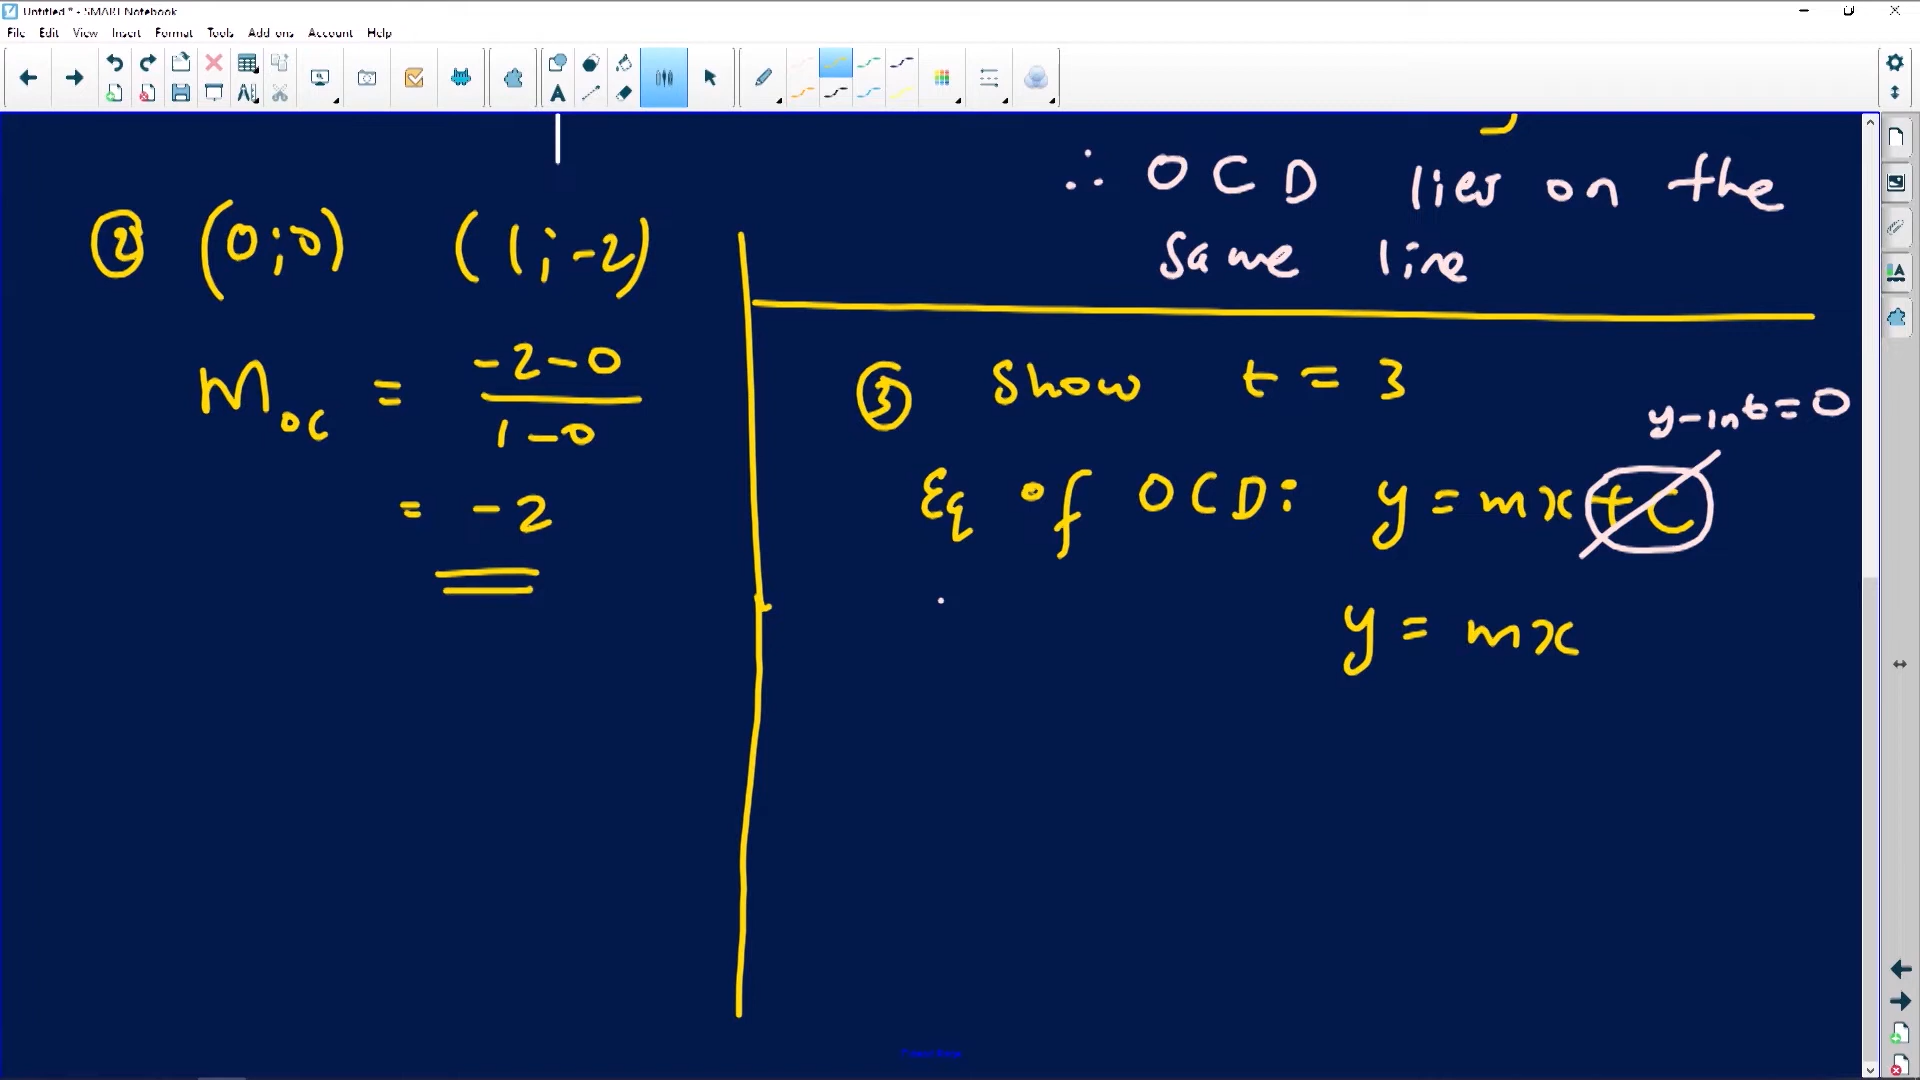 Untitled * - SMART Notebook
File Edit View Insert Format Tools Add-ons Account Help
∴ OCD lies on the
same line
② (0;0) (1;-2)
M_OC = (-2-0)/(1-0)
= -2
③ Show t = 3
y-int = 0
Eq of OCD: y = mx + c
y = mx